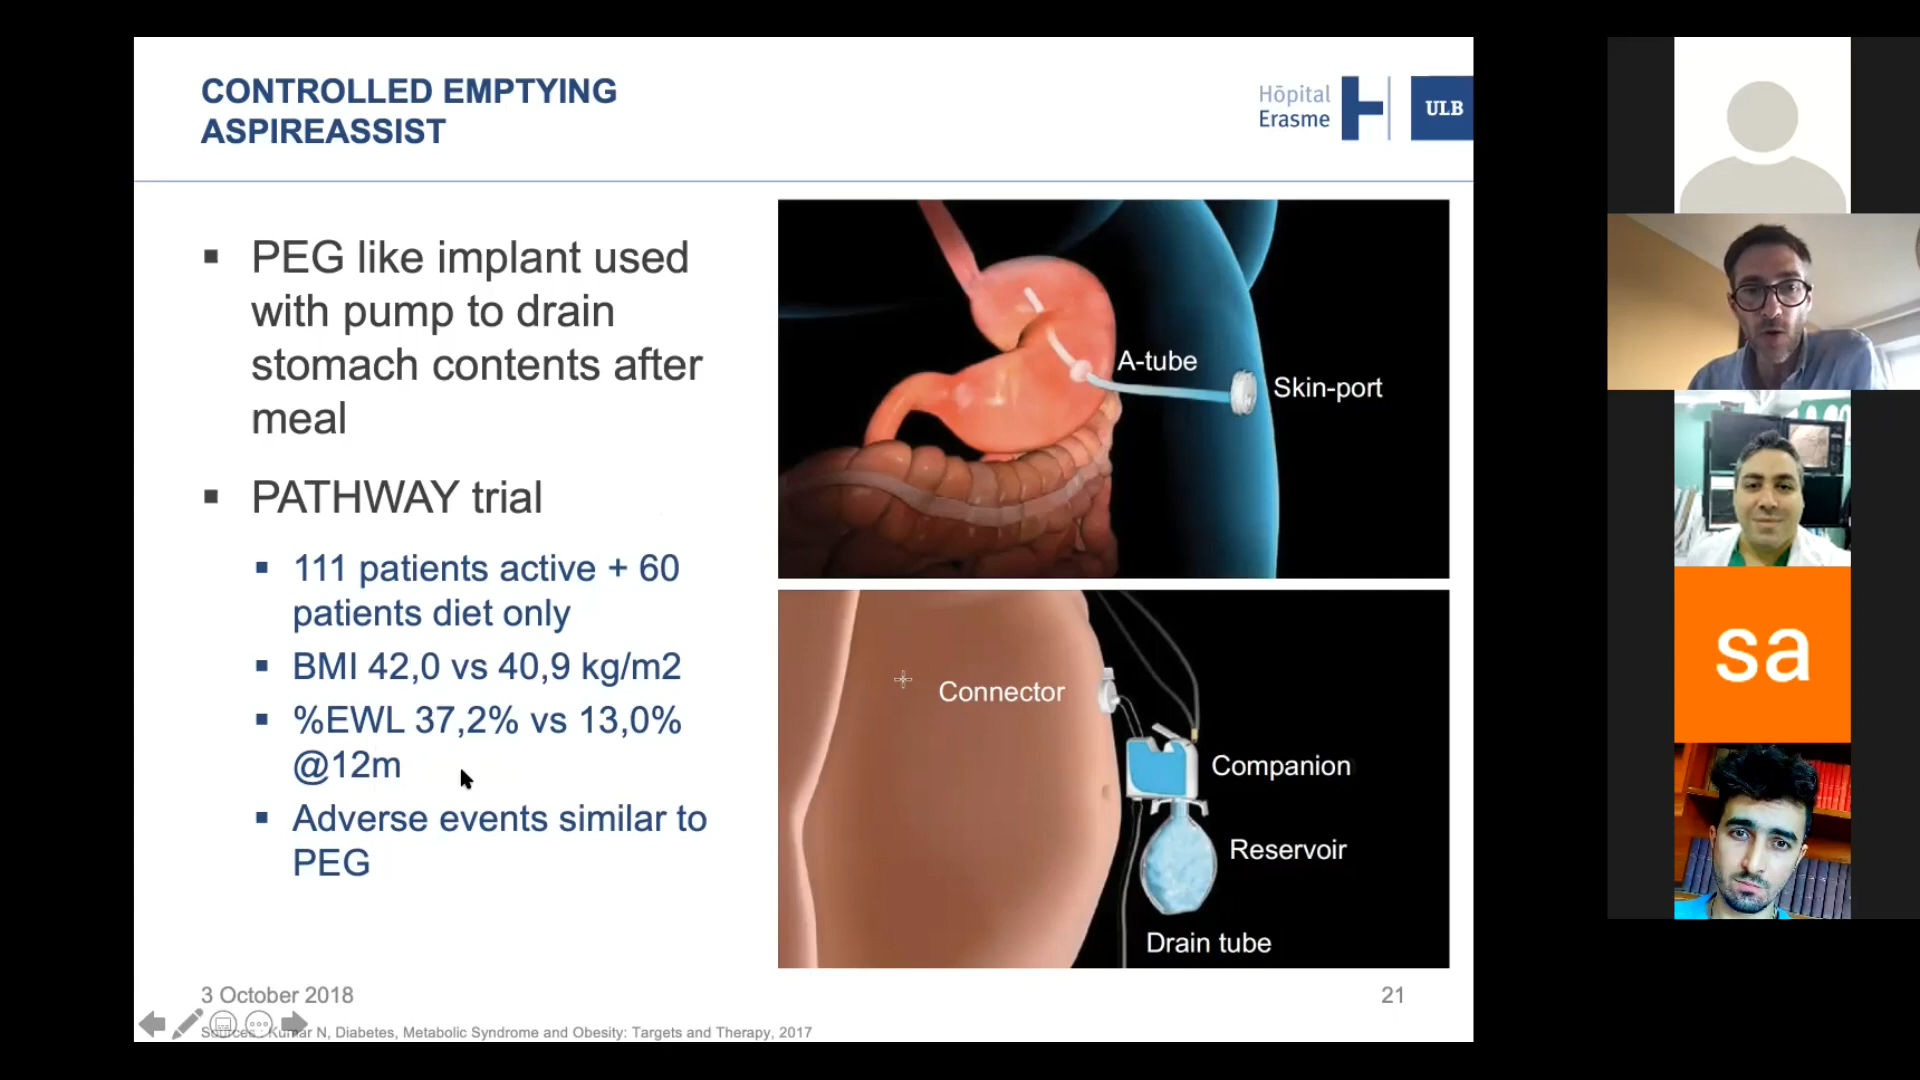 CONTROLLED EMPTYING
ASPIREASSIST
Hōpital
Erasme
ULB
▪ PEG like implant used
with pump to drain
stomach contents after
meal
▪ PATHWAY trial
▪ 111 patients active + 60
patients diet only
▪ BMI 42,0 vs 40,9 kg/m2
▪ %EWL 37,2% vs 13,0%
@12m
▪ Adverse events similar to
PEG
A-tube
Skin-port
Connector
Companion
Reservoir
Drain tube
3 October 2018
21
Sources : Kumar N, Diabetes, Metabolic Syndrome and Obesity: Targets and Therapy, 2017
sa